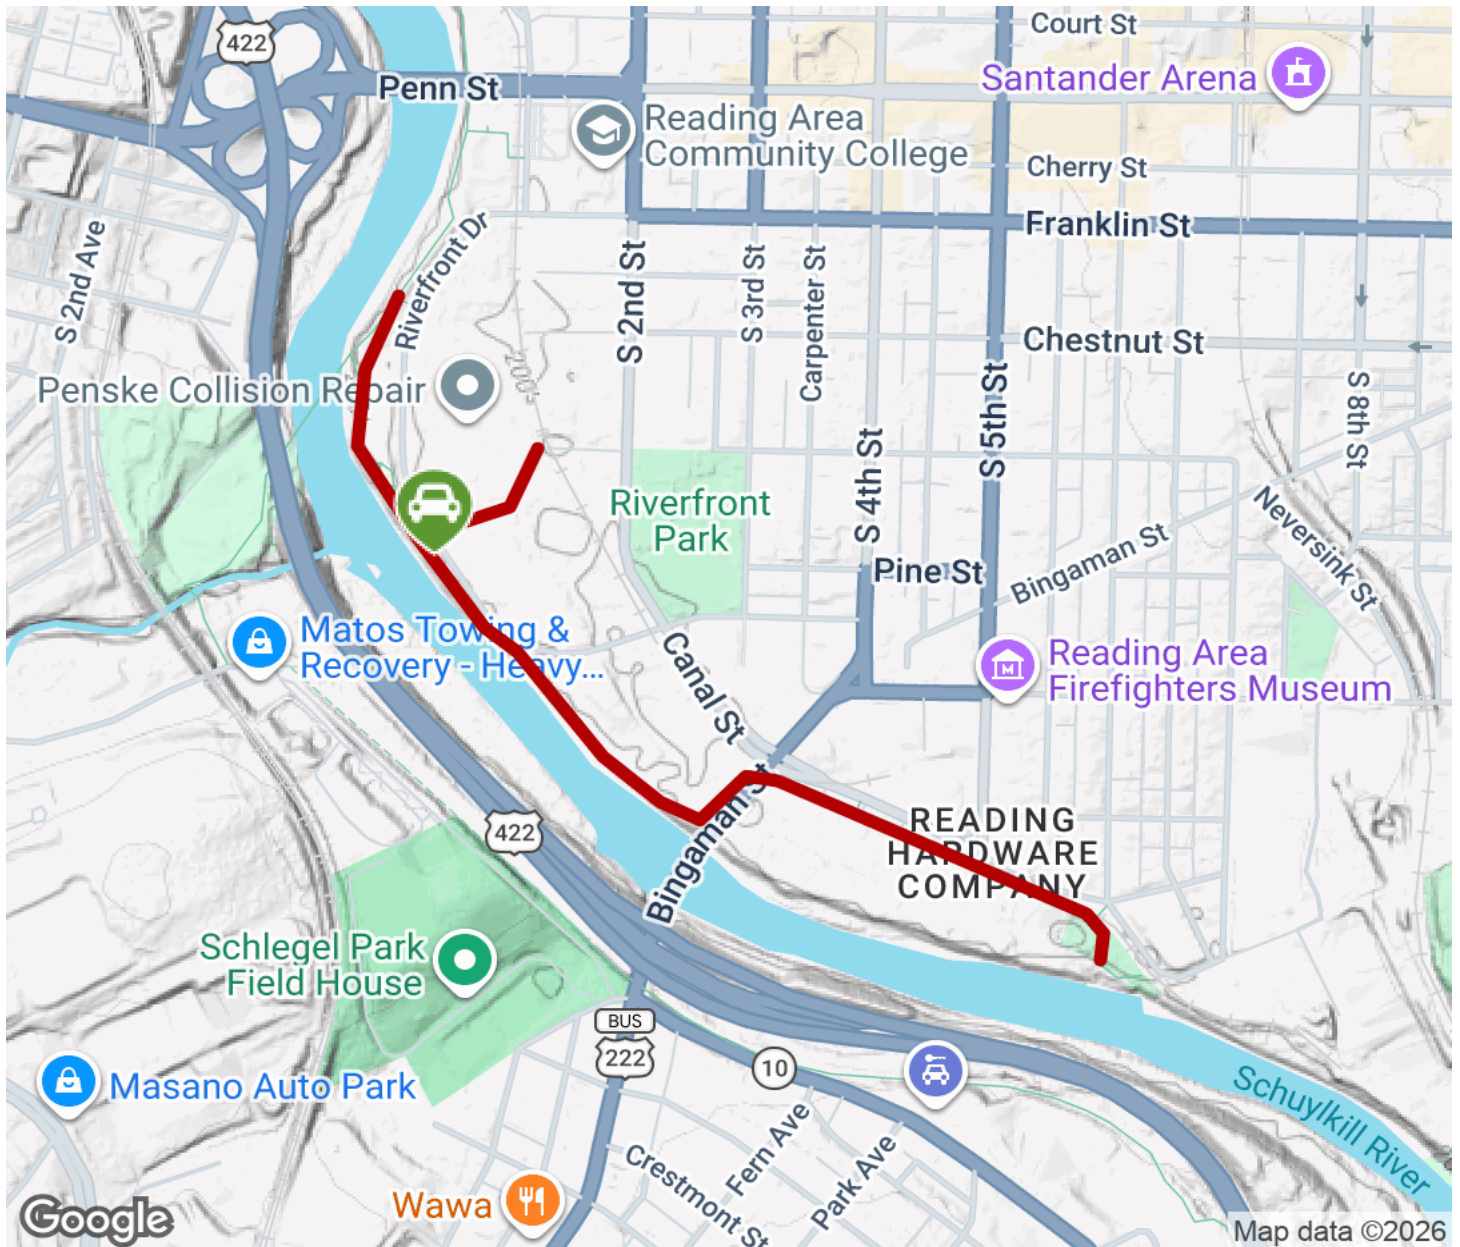 422
Penn St
Court St
Santander Arena
Reading Area
Community College
Cherry St
Franklin St
Riverfront Dr
S 2nd Ave
S 2nd St
S 3rd St
Carpenter St
Chestnut St
Penske Collision Repair
200
S 4th St
S 5th St
S 8th St
Riverfront
Park
Neversink St
Bingaman St
Pine St
Matos Towing &
Recovery - Heavy...
Canal St
Reading Area
Firefighters Museum
422
Bingaman St
READING
HARDWARE
COMPANY
Schlegel Park
Field House
BUS
222
10
Masano Auto Park
Schuylkill River
Fern Ave
Park Ave
Crestmont St
Wawa
Google
Map data ©2026